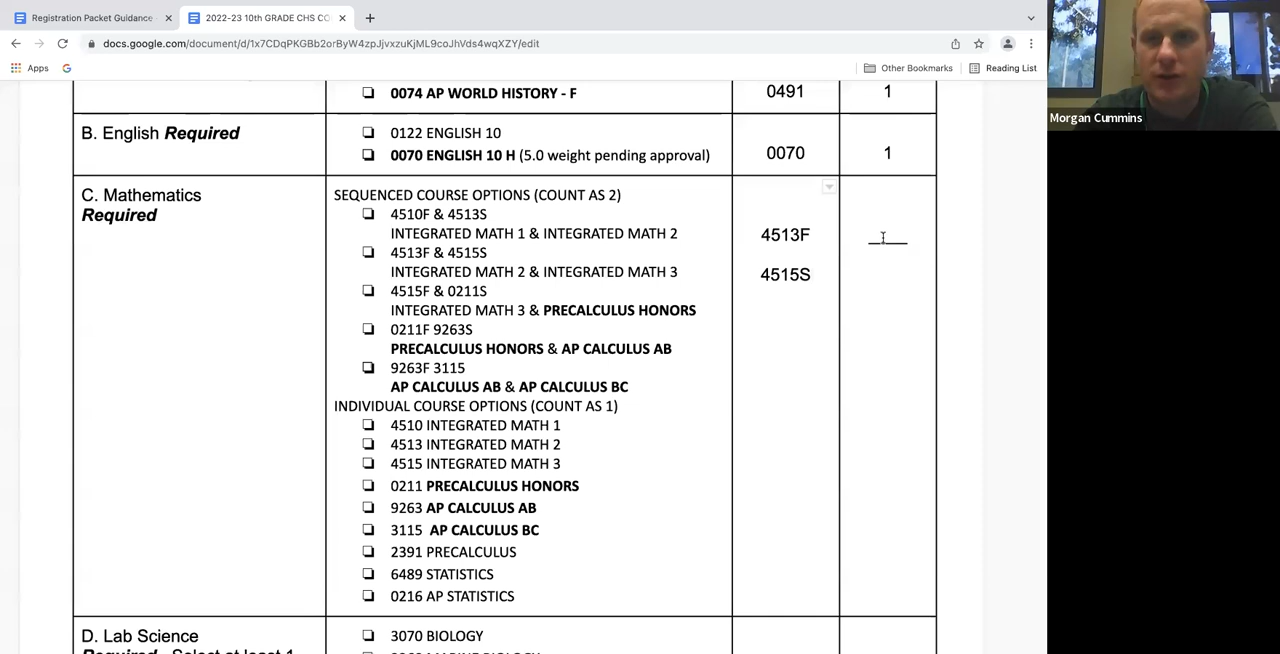 Registration Packet Guidance
2022-23 10th GRADE CHS CO
docs.google.com/document/d/1x7CDqPKGBb2orByW4zpJjvxzuKjML9coJhVds4wqXZY/edit
Apps
Other Bookmarks
Reading List
Morgan Cummins
0074 AP WORLD HISTORY - F
0491
1
B. English Required
0122 ENGLISH 10
0070 ENGLISH 10 H (5.0 weight pending approval)
0070
1
C. Mathematics
Required
SEQUENCED COURSE OPTIONS (COUNT AS 2)
4510F & 4513S
INTEGRATED MATH 1 & INTEGRATED MATH 2
4513F & 4515S
INTEGRATED MATH 2 & INTEGRATED MATH 3
4515F & 0211S
INTEGRATED MATH 3 & PRECALCULUS HONORS
0211F 9263S
PRECALCULUS HONORS & AP CALCULUS AB
9263F 3115
AP CALCULUS AB & AP CALCULUS BC
INDIVIDUAL COURSE OPTIONS (COUNT AS 1)
4510 INTEGRATED MATH 1
4513 INTEGRATED MATH 2
4515 INTEGRATED MATH 3
0211 PRECALCULUS HONORS
9263 AP CALCULUS AB
3115 AP CALCULUS BC
2391 PRECALCULUS
6489 STATISTICS
0216 AP STATISTICS
4513F
4515S
D. Lab Science
3070 BIOLOGY